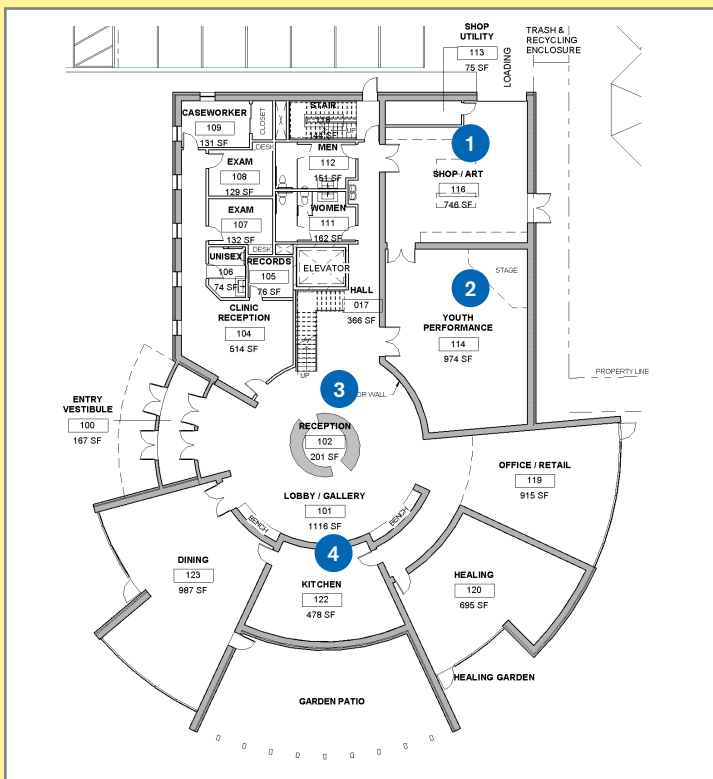 SHOP
UTILITY
113
75 SF
LOADING
TRASH &
RECYCLING
ENCLOSURE
CASEWORKER
109
131 SF
CLOSET
STAIR
UP
DESK
MEN
112
151 SF
1
SHOP / ART
116
746 SF
EXAM
108
129 SF
EXAM
107
132 SF
WOMEN
111
162 SF
DESK
UNISEX
106
74 SF
RECORDS
105
76 SF
ELEVATOR
HALL
017
366 SF
STAGE
2
YOUTH
PERFORMANCE
114
974 SF
CLINIC
RECEPTION
104
514 SF
UP
PROPERTY LINE
3
WALL
ENTRY
VESTIBULE
100
167 SF
RECEPTION
102
201 SF
OFFICE / RETAIL
119
915 SF
LOBBY / GALLERY
101
1116 SF
BENCH
BENCH
4
DINING
123
987 SF
KITCHEN
122
478 SF
HEALING
120
695 SF
HEALING GARDEN
GARDEN PATIO